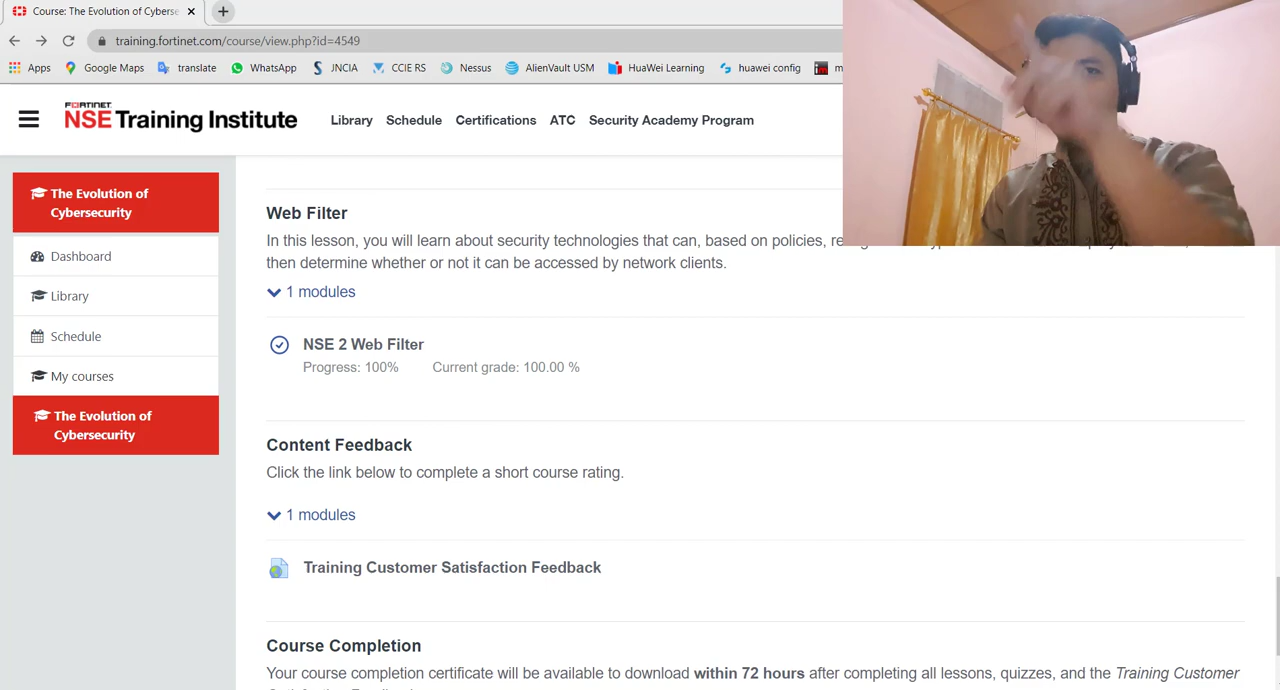 Course: The Evolution of Cyberse
training.fortinet.com/course/view.php?id=4549
Apps Google Maps translate WhatsApp JNCIA CCIE RS Nessus AlienVault USM HuaWei Learning huawei config
FORTINET
NSE Training Institute
Library Schedule Certifications ATC Security Academy Program
The Evolution of
Cybersecurity
Dashboard
Library
Schedule
My courses
The Evolution of
Cybersecurity
Web Filter
In this lesson, you will learn about security technologies that can, based on policies,
then determine whether or not it can be accessed by network clients.
1 modules
NSE 2 Web Filter
Progress: 100% Current grade: 100.00 %
Content Feedback
Click the link below to complete a short course rating.
1 modules
Training Customer Satisfaction Feedback
Course Completion
Your course completion certificate will be available to download within 72 hours after completing all lessons, quizzes, and the Training Customer